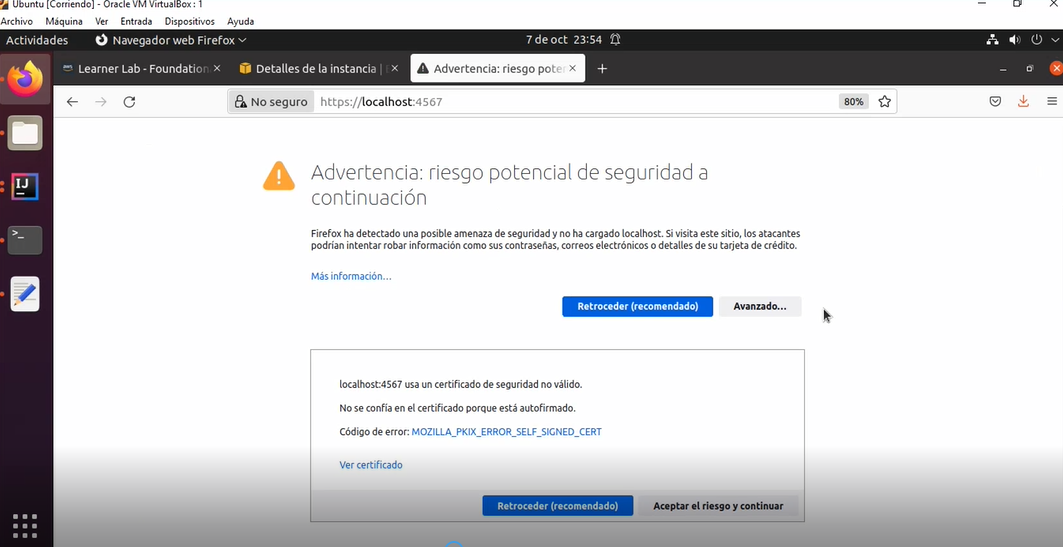 Ubuntu [Corriendo] - Oracle VM VirtualBox : 1
Archivo Máquina Ver Entrada Dispositivos Ayuda
Actividades Navegador web Firefox 7 de oct 23:54
Learner Lab - Foundation Detalles de la instancia | Advertencia: riesgo poten
No seguro https://localhost:4567 80%
Advertencia: riesgo potencial de seguridad a
continuación
Firefox ha detectado una posible amenaza de seguridad y no ha cargado localhost. Si visita este sitio, los atacantes
podrían intentar robar información como sus contraseñas, correos electrónicos o detalles de su tarjeta de crédito.
Más información...
Retroceder (recomendado) Avanzado...
localhost:4567 usa un certificado de seguridad no válido.
No se confía en el certificado porque está autofirmado.
Código de error: MOZILLA_PKIX_ERROR_SELF_SIGNED_CERT
Ver certificado
Retroceder (recomendado) Aceptar el riesgo y continuar
IJ